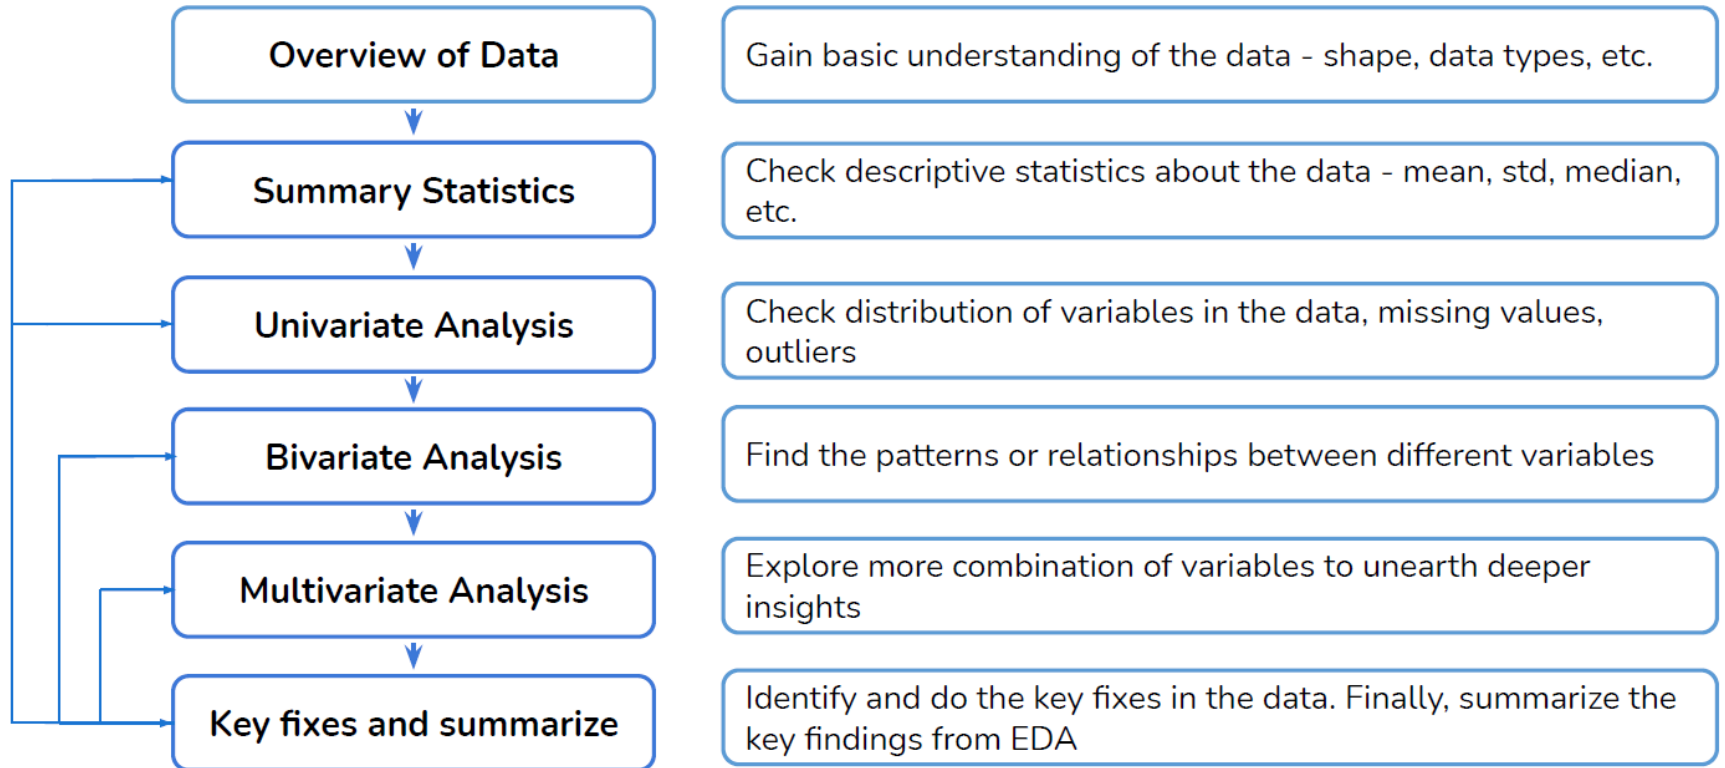 Overview of Data
Gain basic understanding of the data - shape, data types, etc.
Summary Statistics
Check descriptive statistics about the data - mean, std, median,
etc.
Univariate Analysis
Check distribution of variables in the data, missing values,
outliers
Bivariate Analysis
Find the patterns or relationships between different variables
Multivariate Analysis
Explore more combination of variables to unearth deeper
insights
Key fixes and summarize
Identify and do the key fixes in the data. Finally, summarize the
key findings from EDA